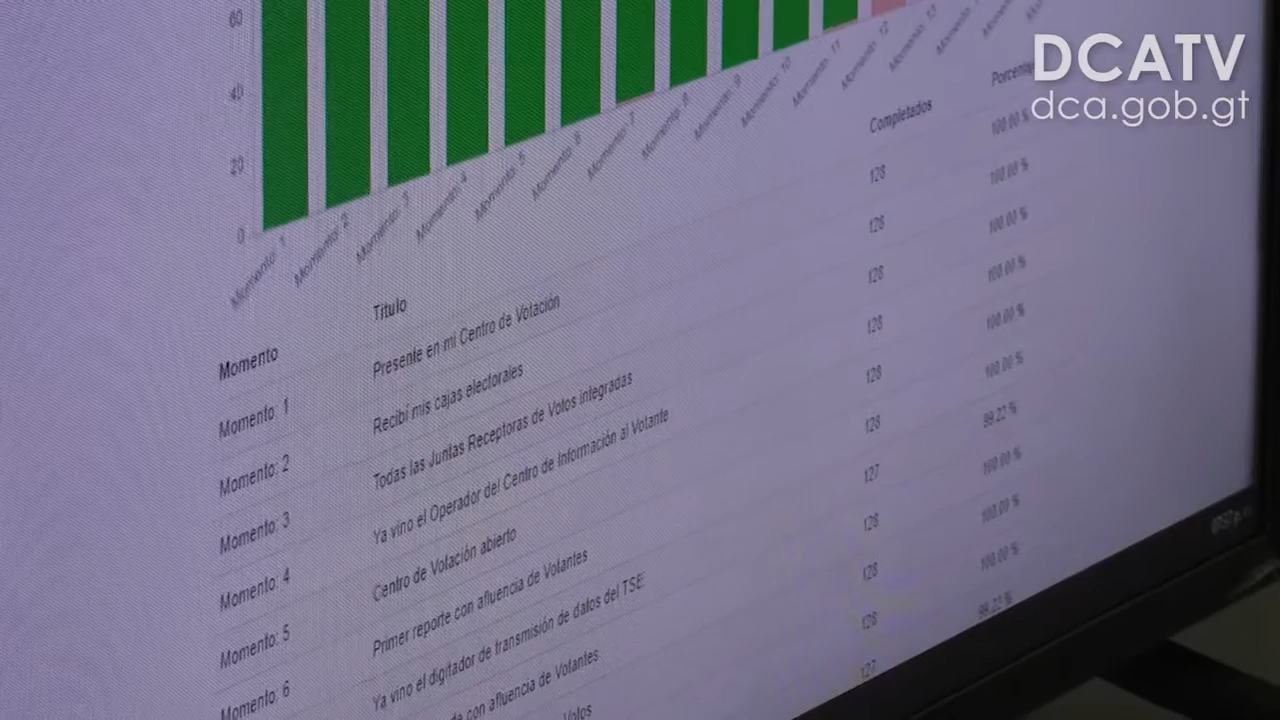 DCATV
dca.gob.gt
60
40
20
0
Momento: 1
Momento: 2
Momento: 3
Momento: 4
Momento: 5
Momento: 6
Momento: 7
Momento: 8
Momento: 9
Momento: 10
Momento: 11
Momento: 12
Momento: 13
Momento Título Completados
Momento: 1 Presente en mi Centro de Votación 128 100.00 %
Momento: 2 Recibí mis cajas electorales 128 100.00 %
Momento: 3 Todas las Juntas Receptoras de Votos integradas 128 100.00 %
Momento: 4 Ya vino el Operador del Centro de Información al Votante 128 100.00 %
Momento: 5 Centro de Votación abierto 128 100.00 %
Momento: 6 Primer reporte con afluencia de Votantes 128 100.00 %
Ya vino el digitador de transmisión de datos del TSE 127 99.22 %
con afluencia de Votantes 128 100.00 %
Votos 128 100.00 %
128 100.00 %
127 99.22 %